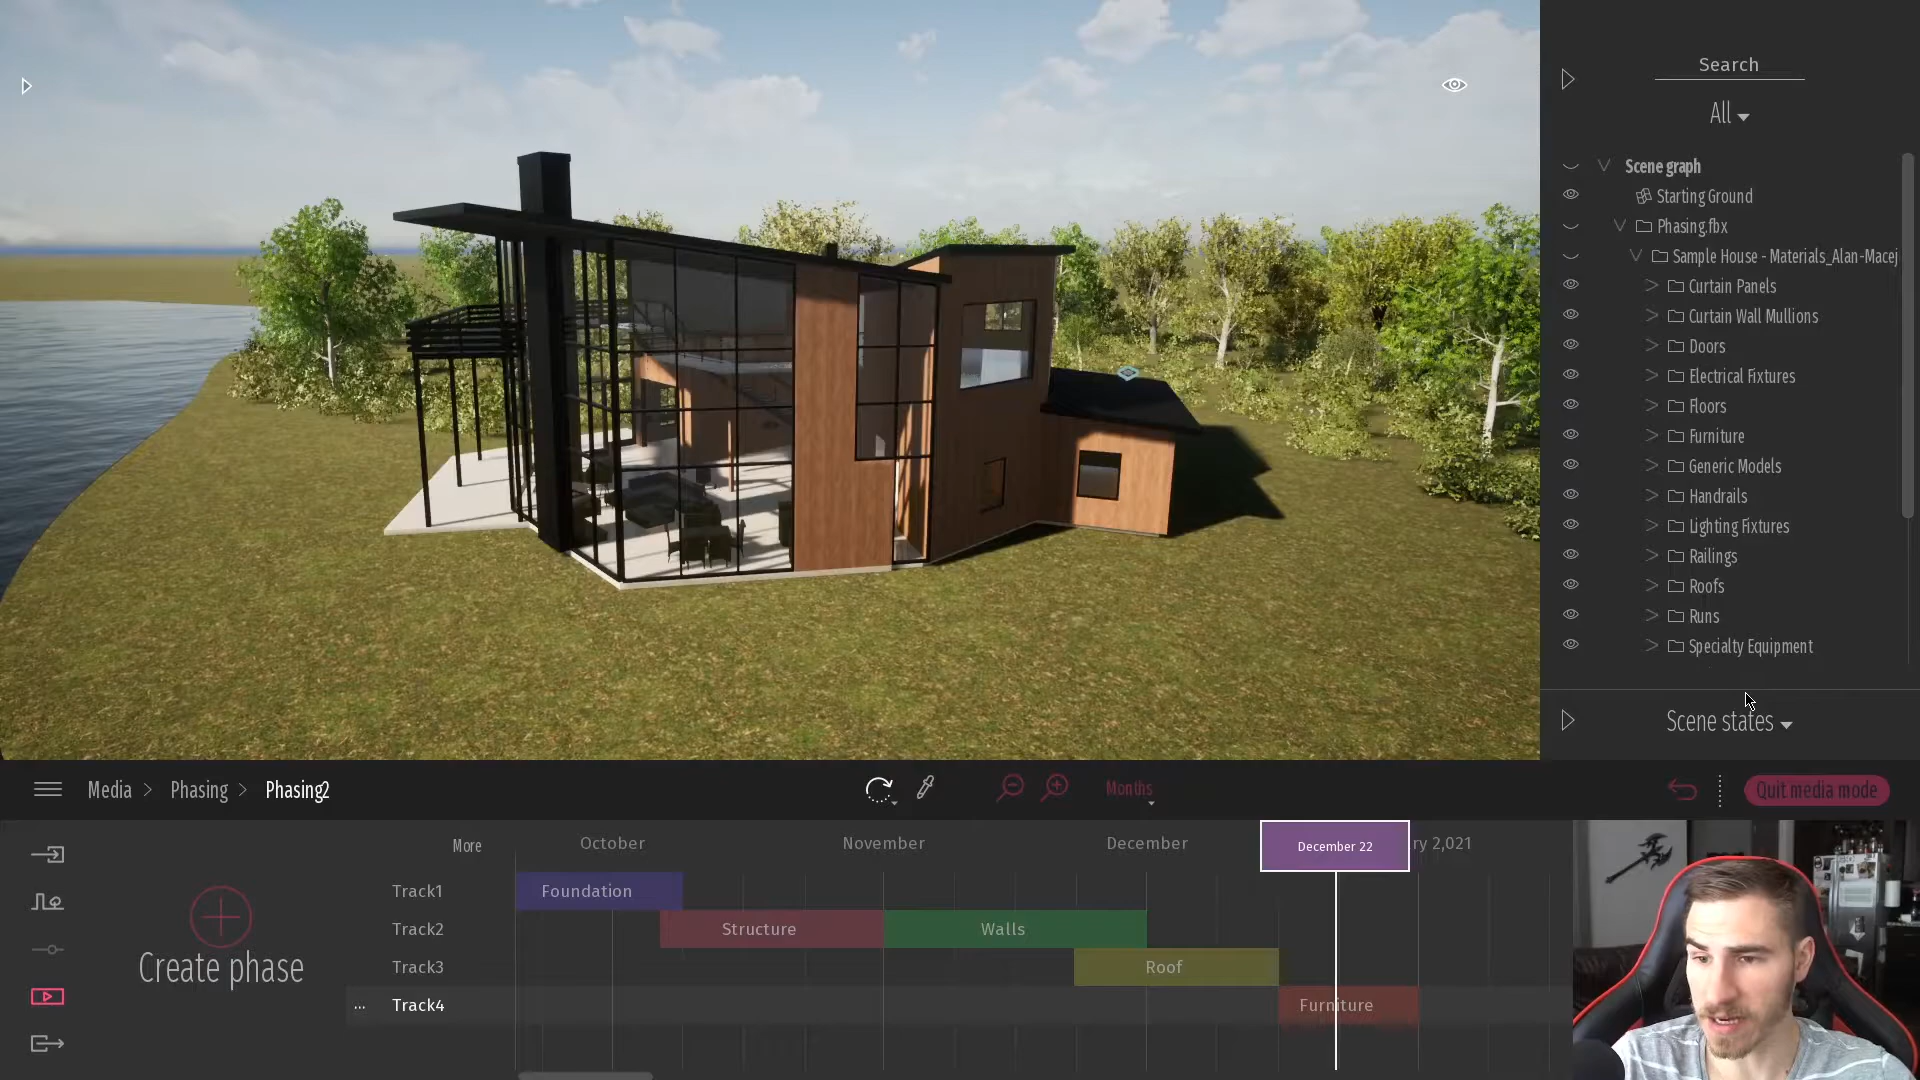 Search
All
Scene graph
Starting Ground
Phasing.fbx
Sample House - Materials_Alan-Macej
Curtain Panels
Curtain Wall Mullions
Doors
Electrical Fixtures
Floors
Furniture
Generic Models
Handrails
Lighting Fixtures
Railings
Roofs
Runs
Specialty Equipment
Scene states
Media > Phasing > Phasing2
Months
Quit media mode
More
October
November
December
December 22
ry 2,021
Create phase
Track1
Foundation
Track2
Structure
Walls
Track3
Roof
... Track4
Furniture